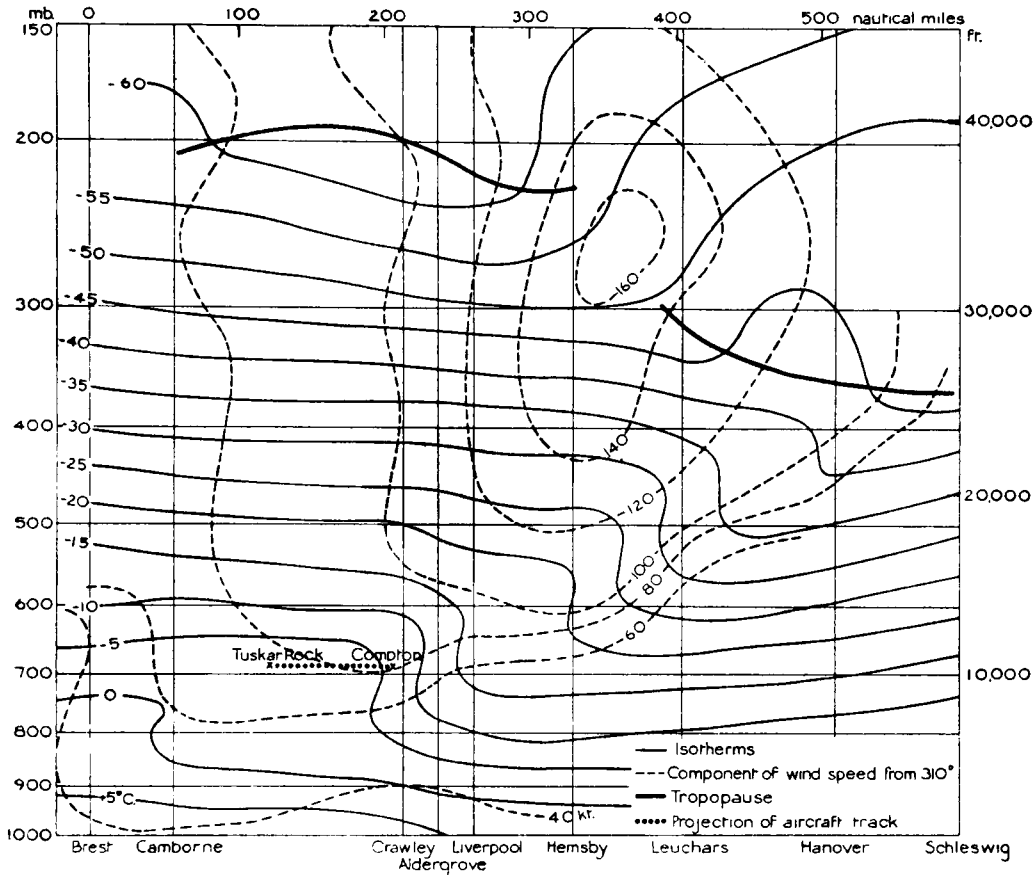 mb. 0 100 200 300 400 500 nautical miles
150 ft.
-60
200 40,000
-55
-50
-160
-45
300 30,000
-40
-35
-30
400
140
-25
-120
-20 20,000
500
-15
100
80
-10
600
60
-5
Tuskar Rock Compton
700 10,000
0
800
Isotherms
Component of wind speed from 310°
900
+5°C. Tropopause
40 kt.
Projection of aircraft track
1000
Brest Camborne Crawley Liverpool Hemsby Leuchars Hanover Schleswig
Aldergrove